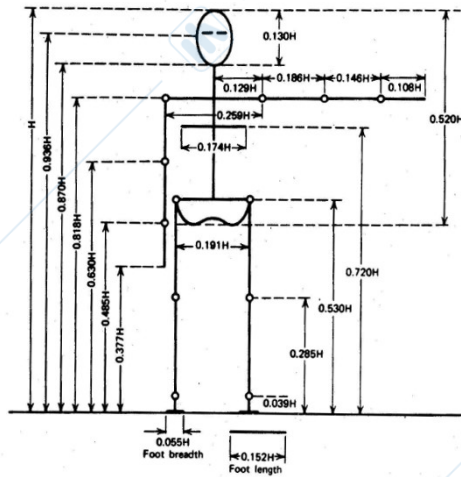 0.130H
0.186H
0.146H
0.129H
0.108H
0.259H
0.520H
0.174H
H
0.936H
0.870H
0.818H
0.630H
0.485H
0.377H
0.191H
0.720H
0.530H
0.285H
0.039H
0.055H
Foot breadth
0.152H
Foot length